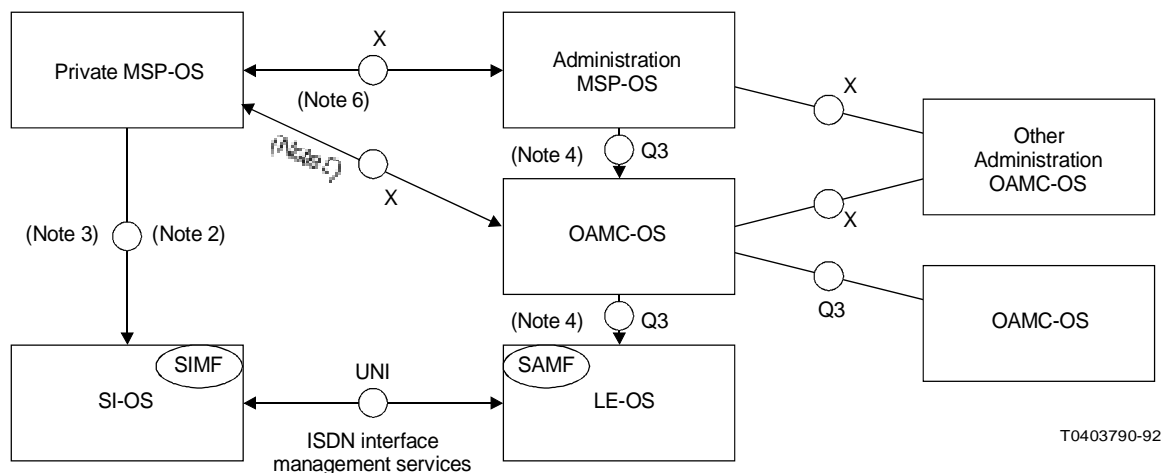 X
Private MSP-OS
Administration
MSP-OS
(Note 6)
X
(Note 4)
Q3
Other
Administration
OAMC-OS
X
X
(Note 3)
(Note 2)
OAMC-OS
Q3
(Note 4)
Q3
OAMC-OS
SIMF
UNI
SAMF
SI-OS
LE-OS
ISDN interface
management services
T0403790-92